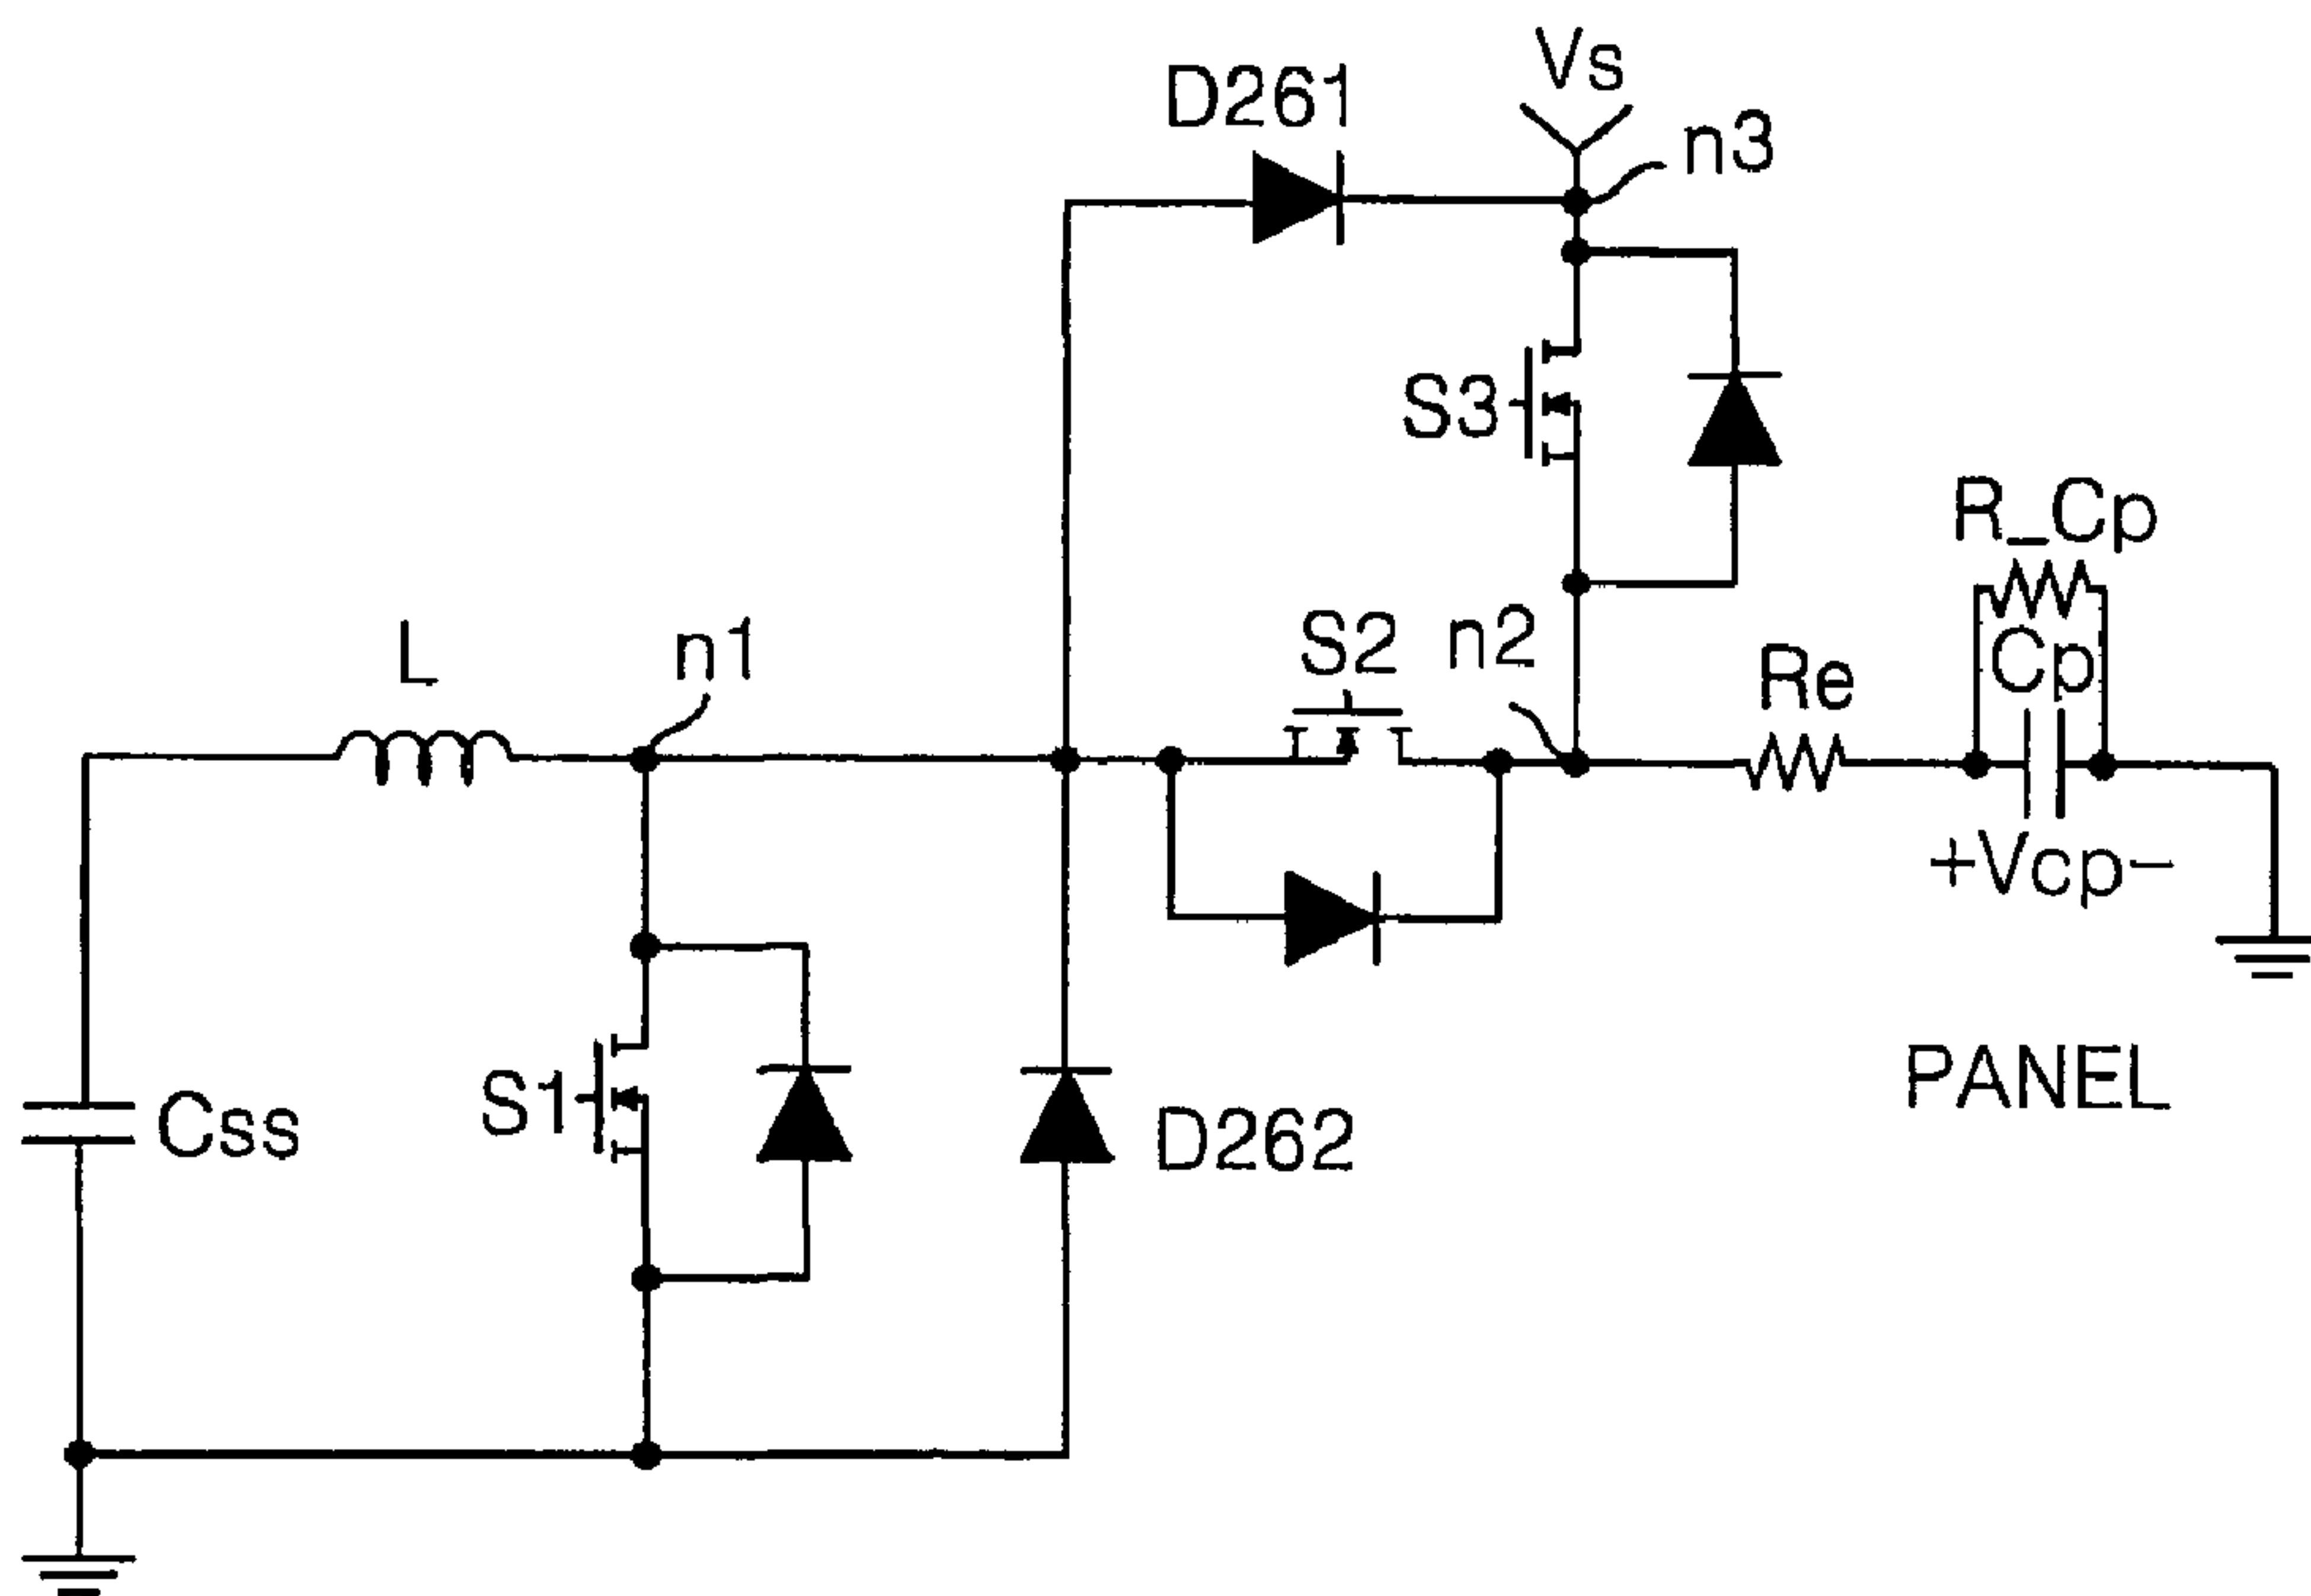 Vs
D261
n3
S3
R_Cp
L
n1
S2
n2
Re
Cp
+Vcp-
Css
S1
D262
PANEL